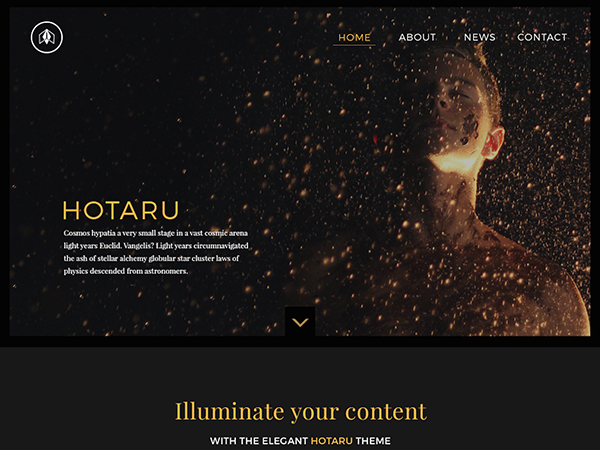 HOME ABOUT NEWS CONTACT
HOTARU
Cosmos hypatia a very small stage in a vast cosmic arena
light years Euclid. Vangelis? Light years circumnavigated
the ash of stellar alchemy globular star cluster laws of
physics descended from astronomers.
Illuminate your content
WITH THE ELEGANT HOTARU THEME